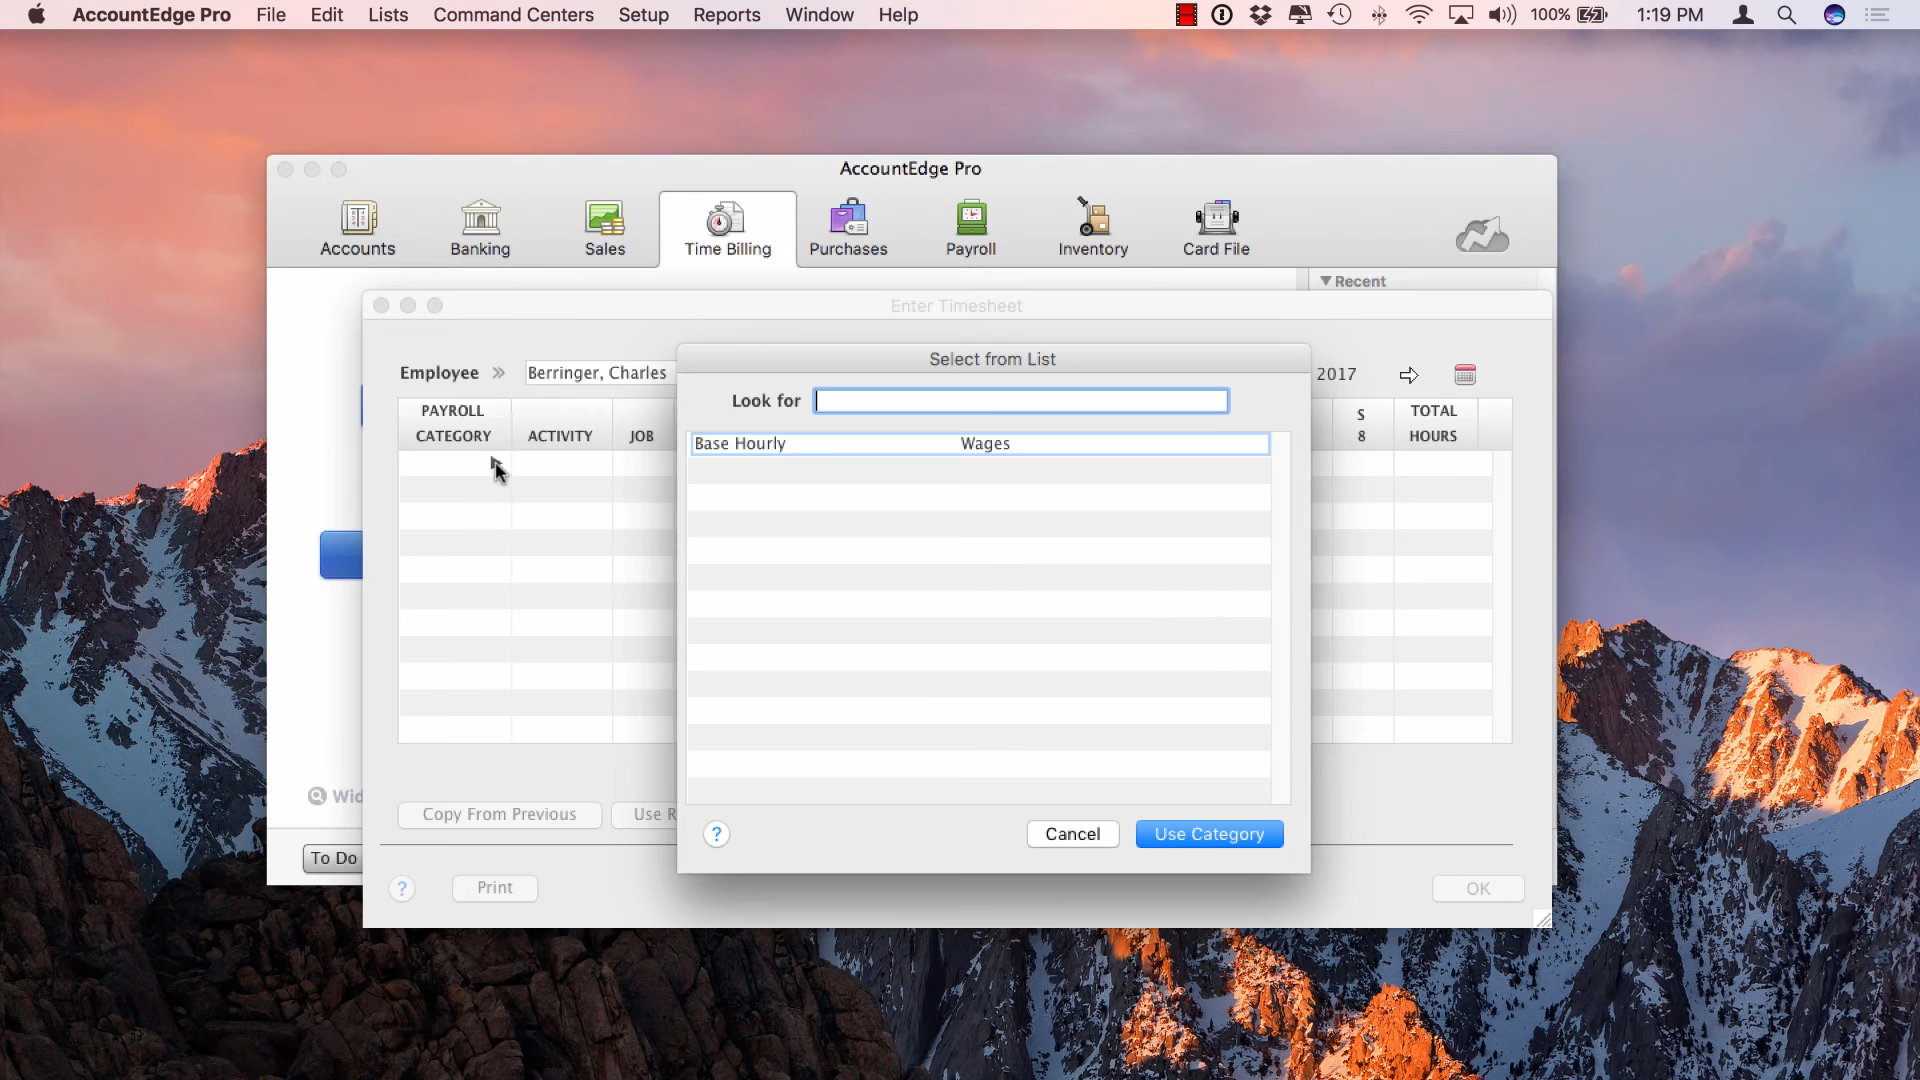 AccountEdge Pro File Edit Lists Command Centers Setup Reports Window Help 100% 1:19 PM
AccountEdge Pro
Accounts Banking Sales Time Billing Purchases Payroll Inventory Card File
Recent
Enter Timesheet
Select from List
Employee Berringer, Charles 2017
Look for
PAYROLL CATEGORY ACTIVITY JOB S 8 TOTAL HOURS
Base Hourly Wages
Wid
Copy From Previous Use R
? Cancel Use Category
To Do
? Print OK